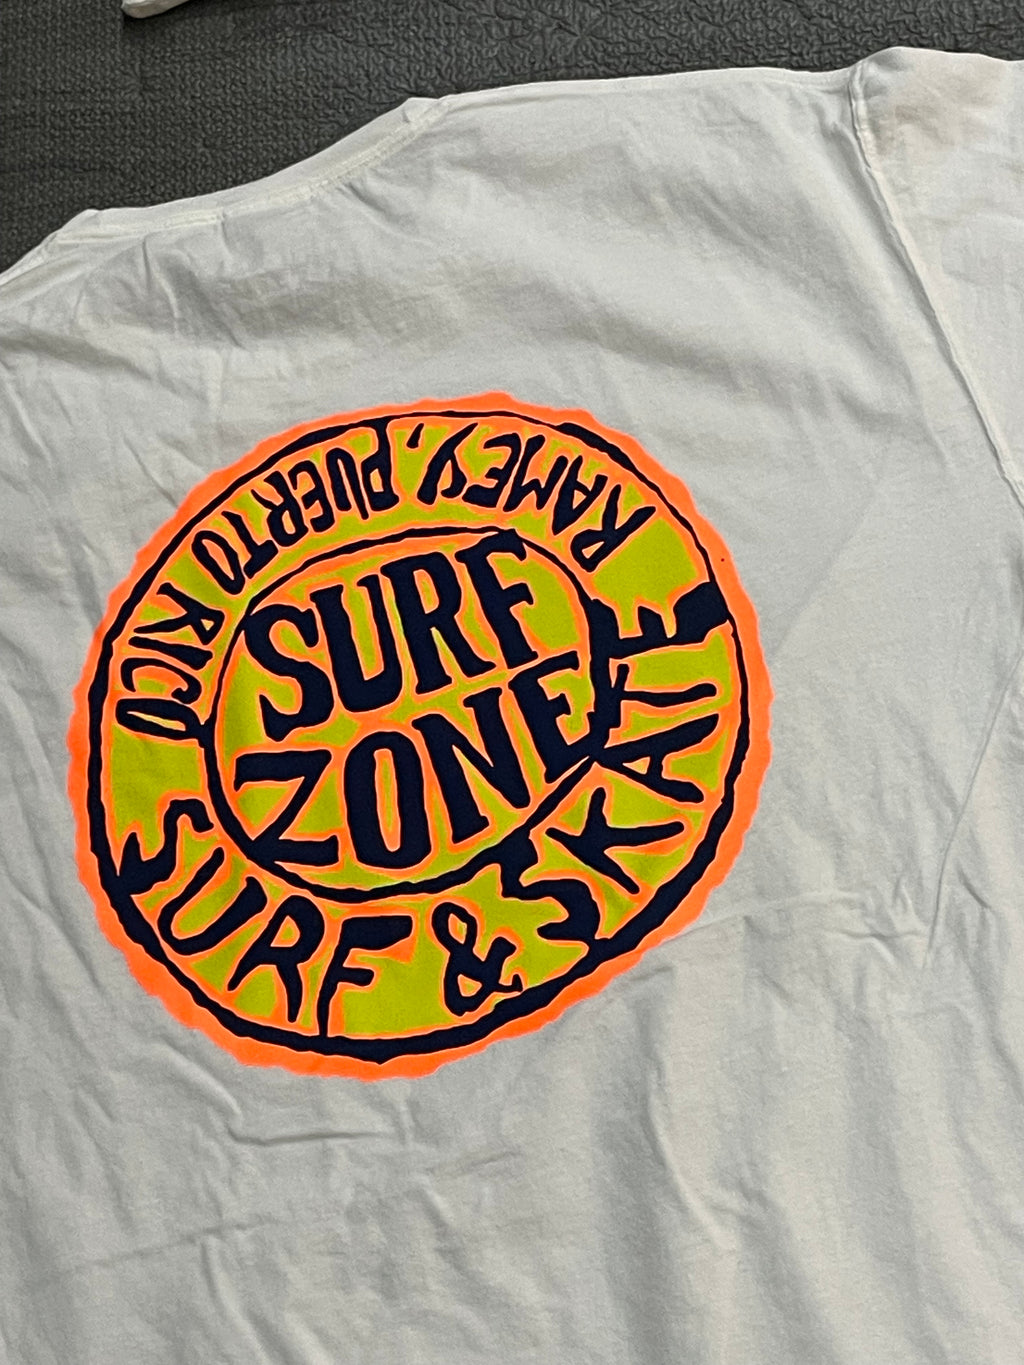 SURF
ZONE
RAMEY, PUERTO RICO
SURF & SKATE